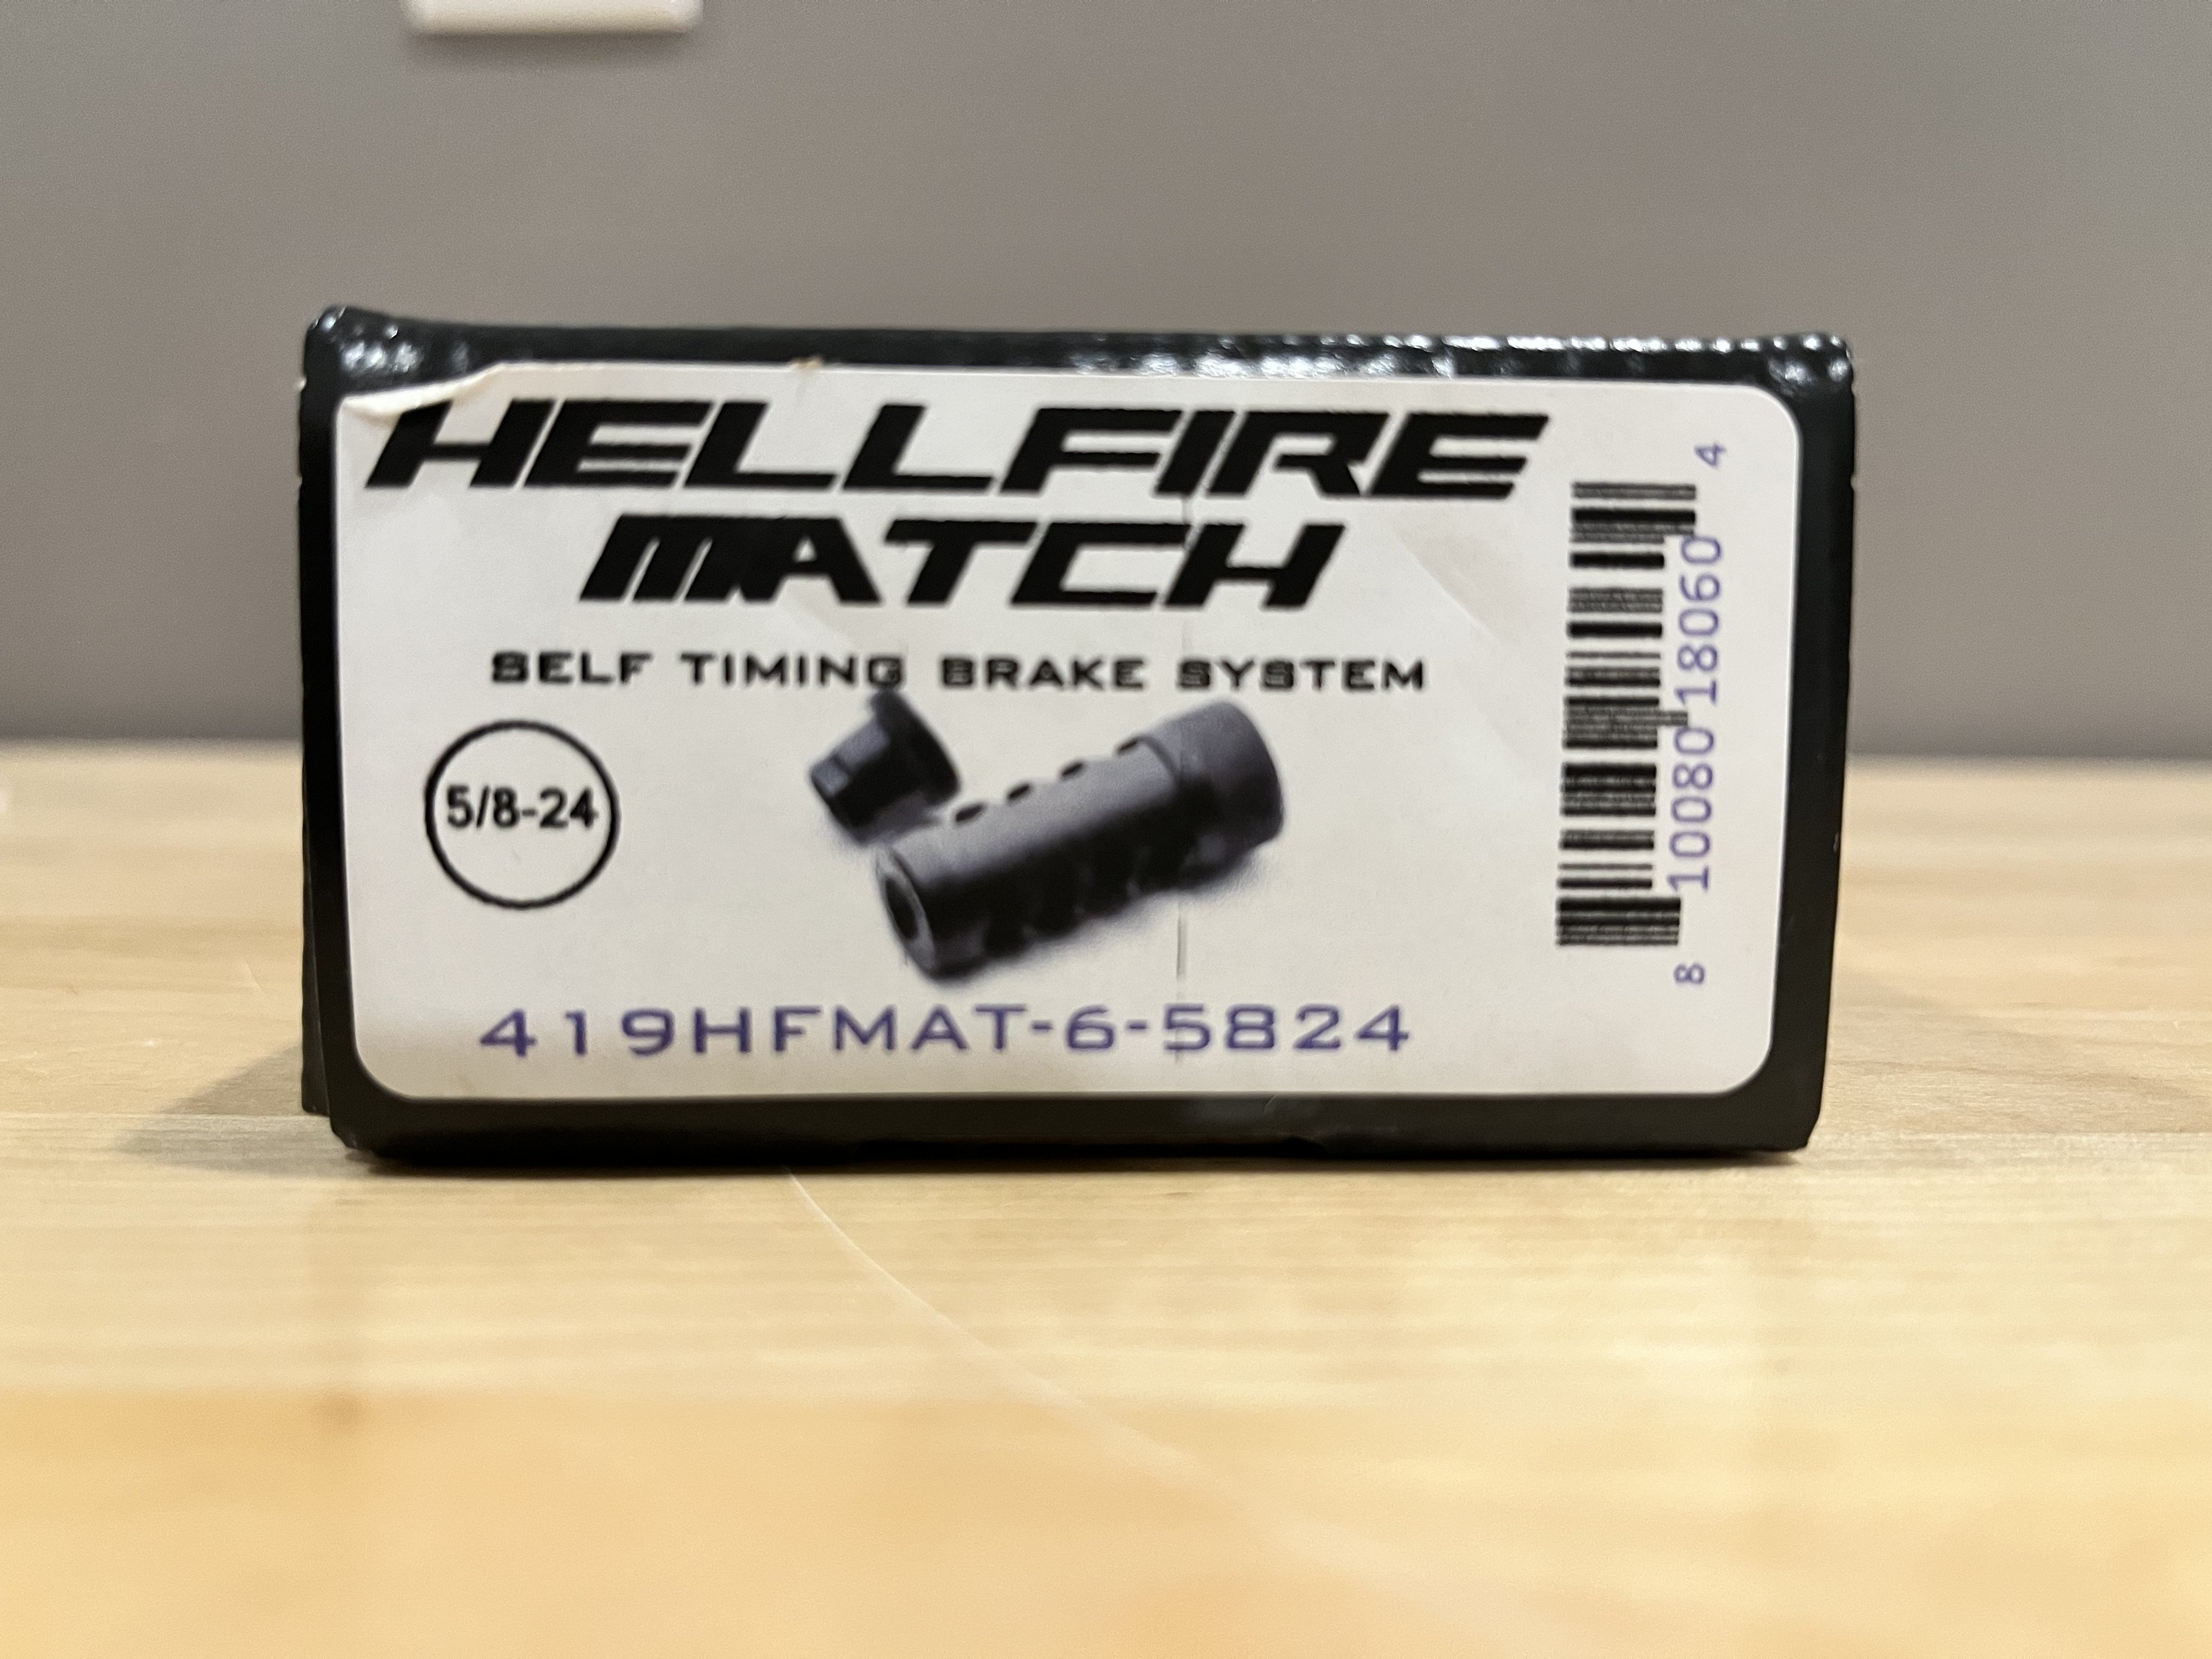 HELLFIRE
MATCH
SELF TIMING BRAKE SYSTEM
5/8-24
419HFMAT-6-5824
8 10080 18060 4